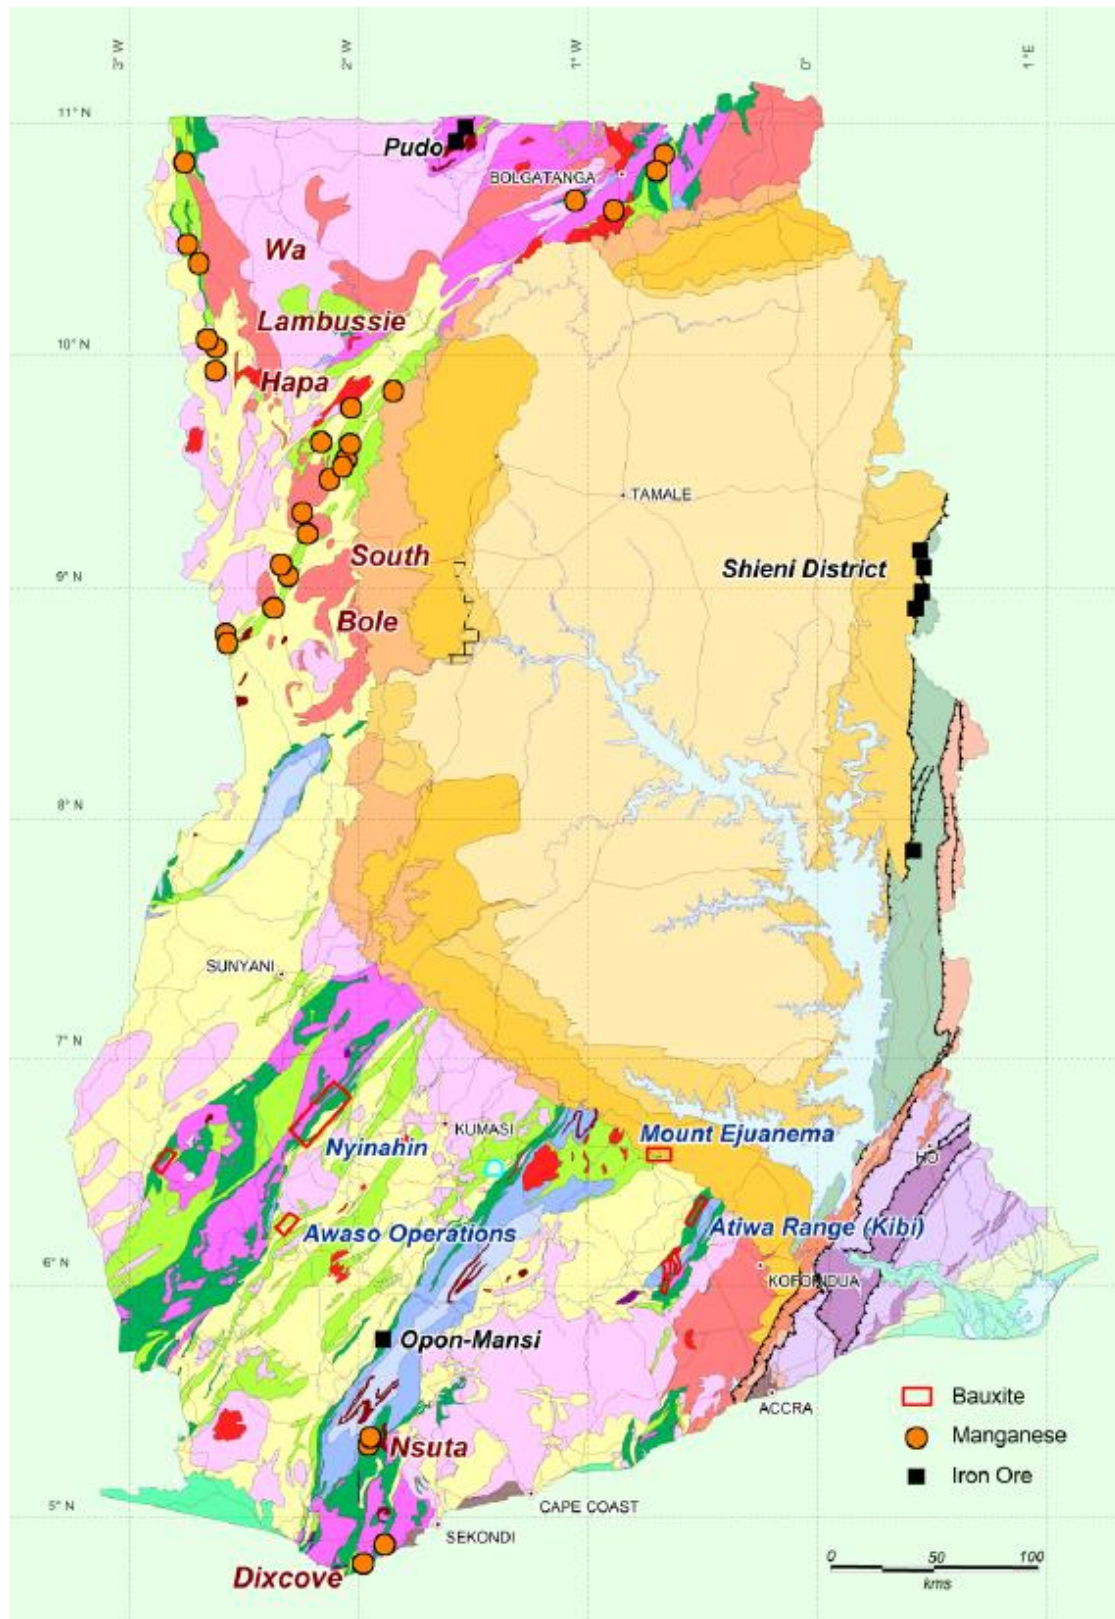 3° W
2° W
1° W
0°
1° E
11° N
Pudo
BOLGATANGA
Wa
Lambussie
10° N
Hapa
TAMALE
South
Shieni District
9° N
Bole
8° N
SUNYANI
7° N
KUMASI
Mount Ejuanema
Nyinahin
HO
Awaso Operations
Atiwa Range (Kibi)
6° N
KOFORIDUA
Opon-Mansi
Bauxite
ACCRA
Manganese
Nsuta
Iron Ore
5° N
CAPE COAST
SEKONDI
Dixcove
0 50 100
kms